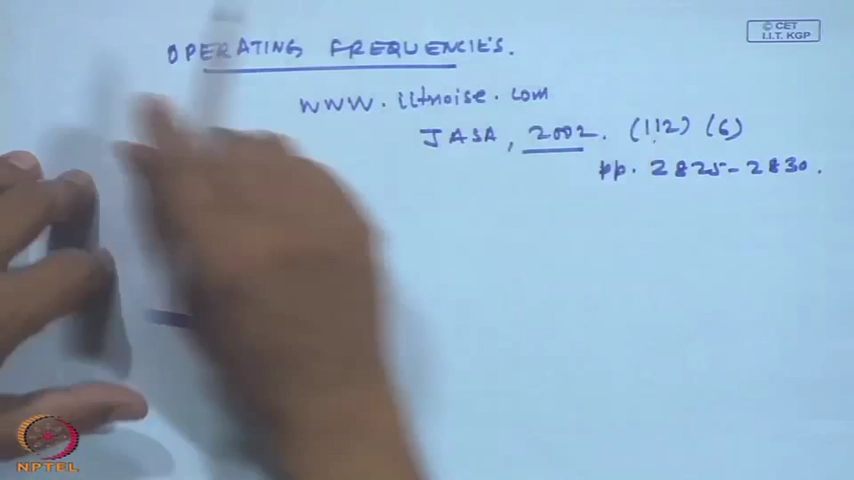 © CET
I.I.T. KGP
OPERATING FREQUENCIES.
www.iitnoise.com
JASA, 2002. (112) (6)
pp. 2825-2830.
NPTEL